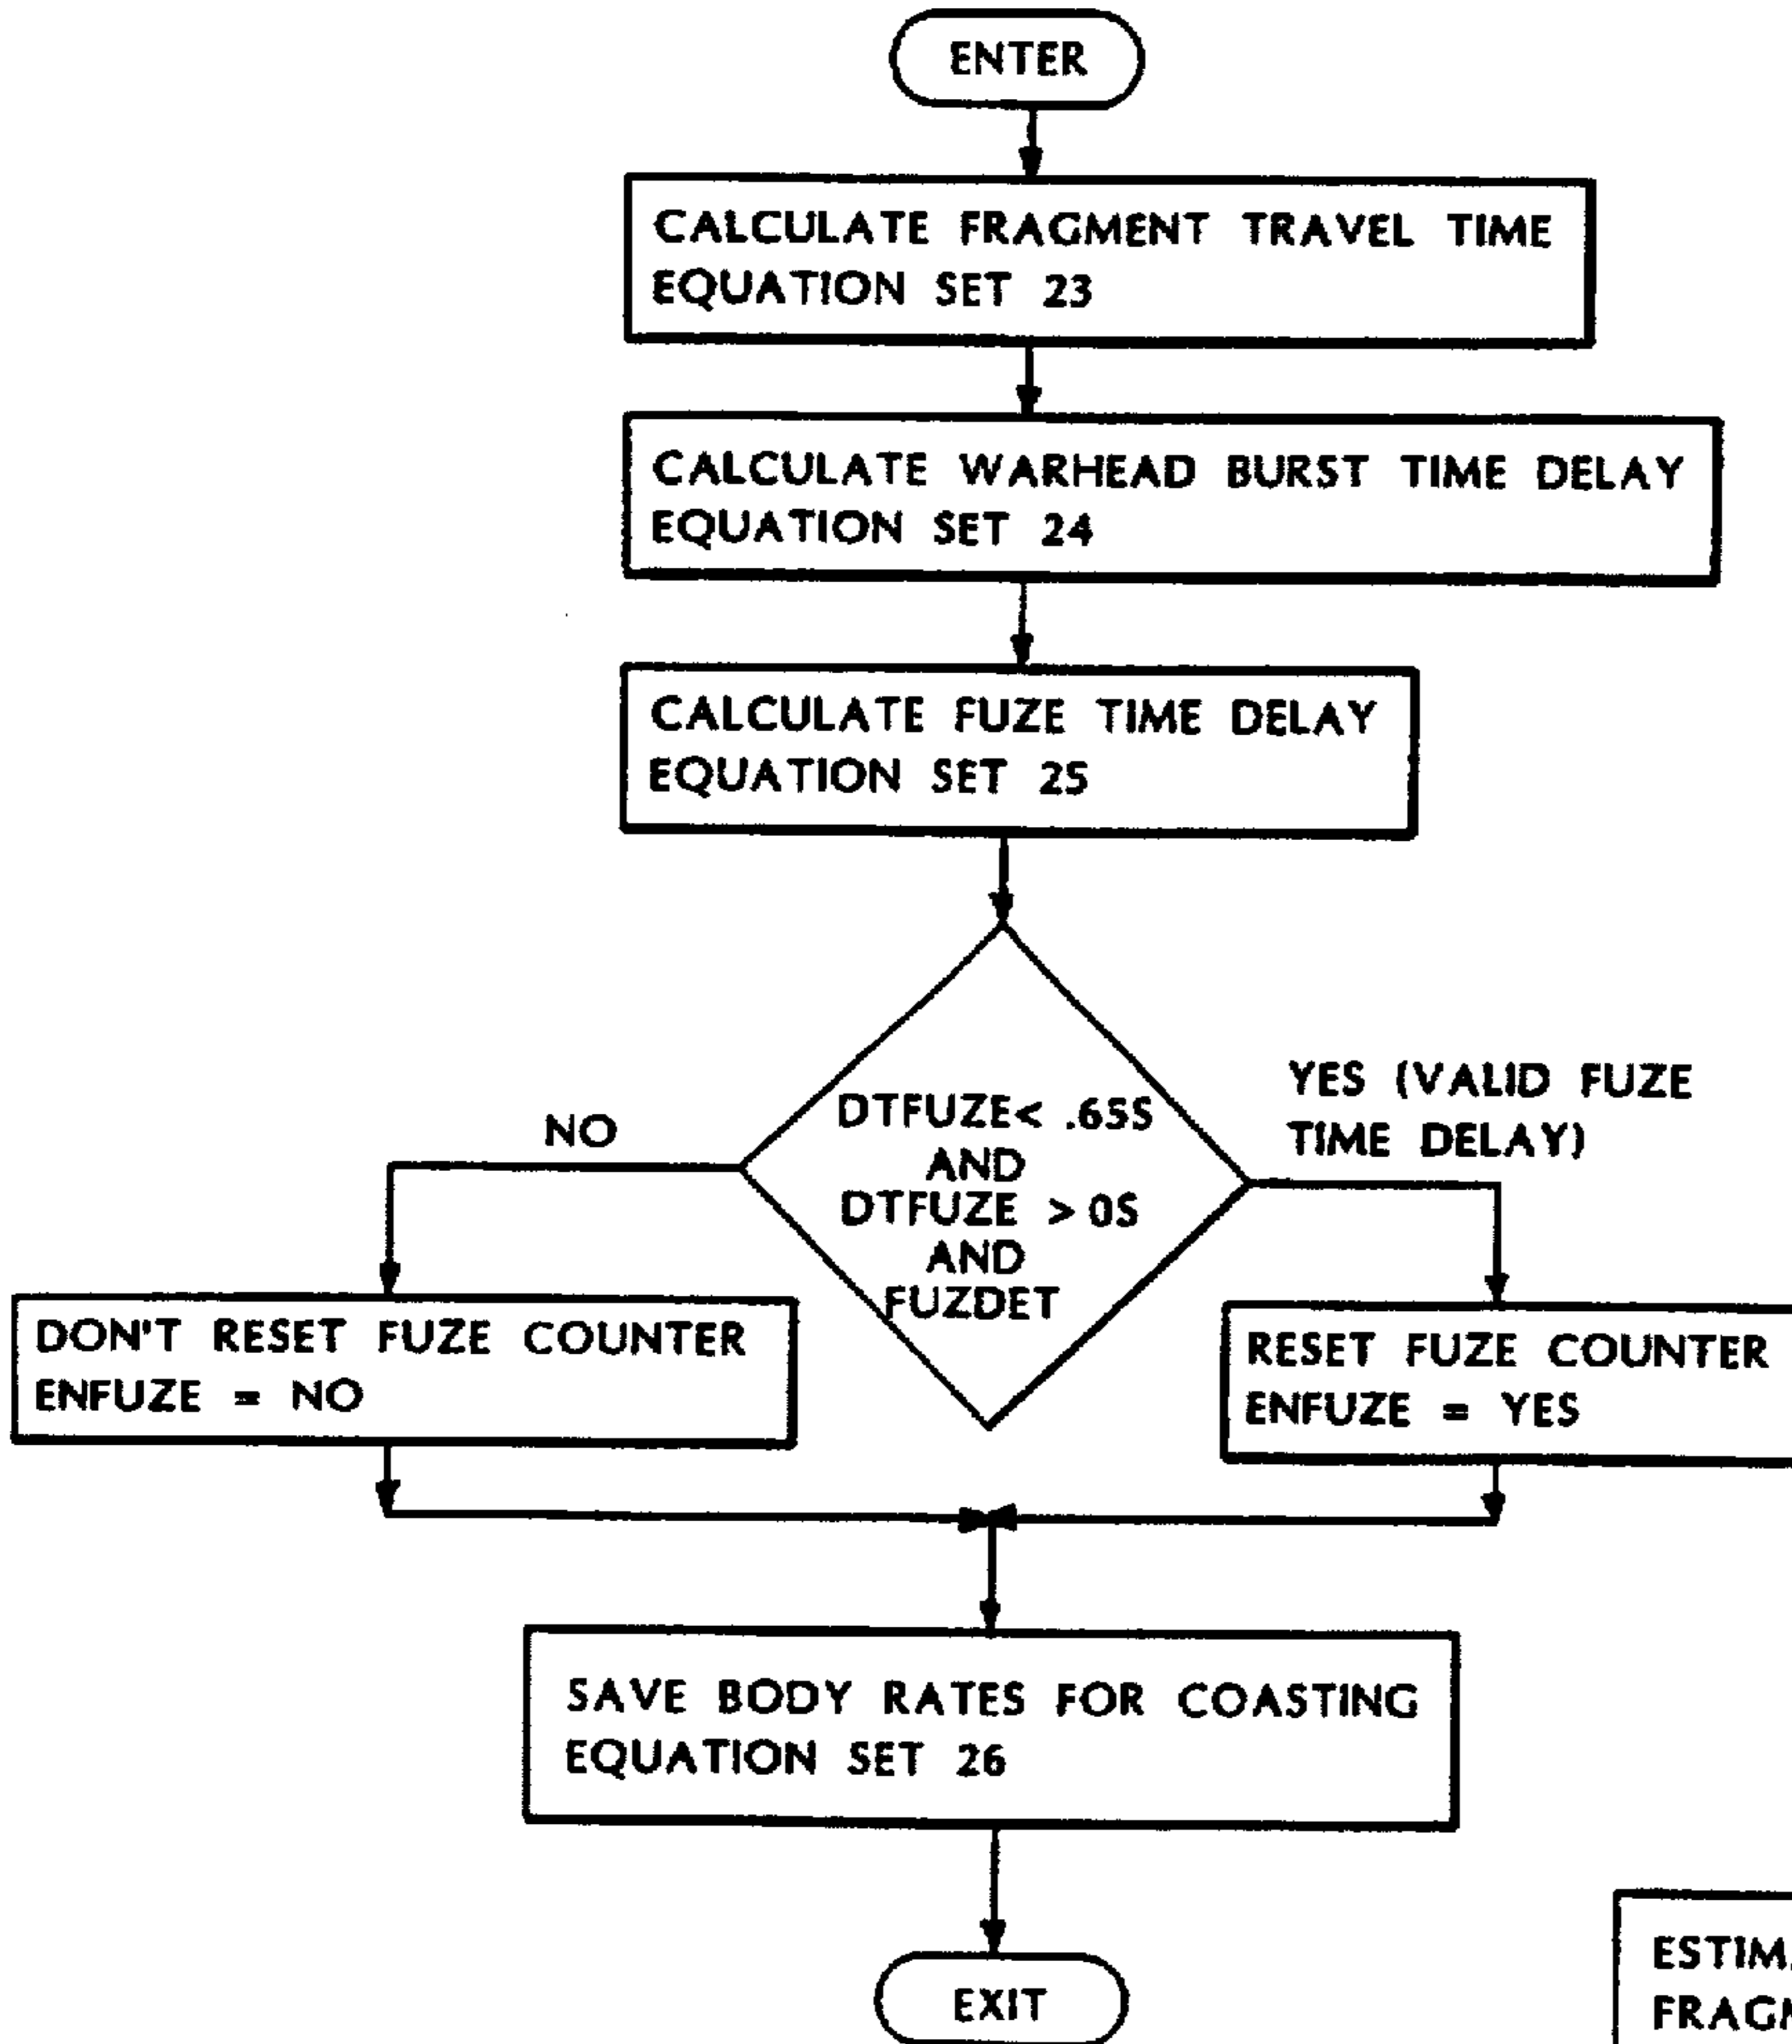 ENTER
CALCULATE FRAGMENT TRAVEL TIME
EQUATION SET 23
CALCULATE WARHEAD BURST TIME DELAY
EQUATION SET 24
CALCULATE FUZE TIME DELAY
EQUATION SET 25
DTFUZE< .65S
AND
DTFUZE > 0S
AND
FUZDET
NO
YES (VALID FUZE
TIME DELAY)
DON'T RESET FUZE COUNTER
ENFUZE = NO
RESET FUZE COUNTER
ENFUZE = YES
SAVE BODY RATES FOR COASTING
EQUATION SET 26
EXIT